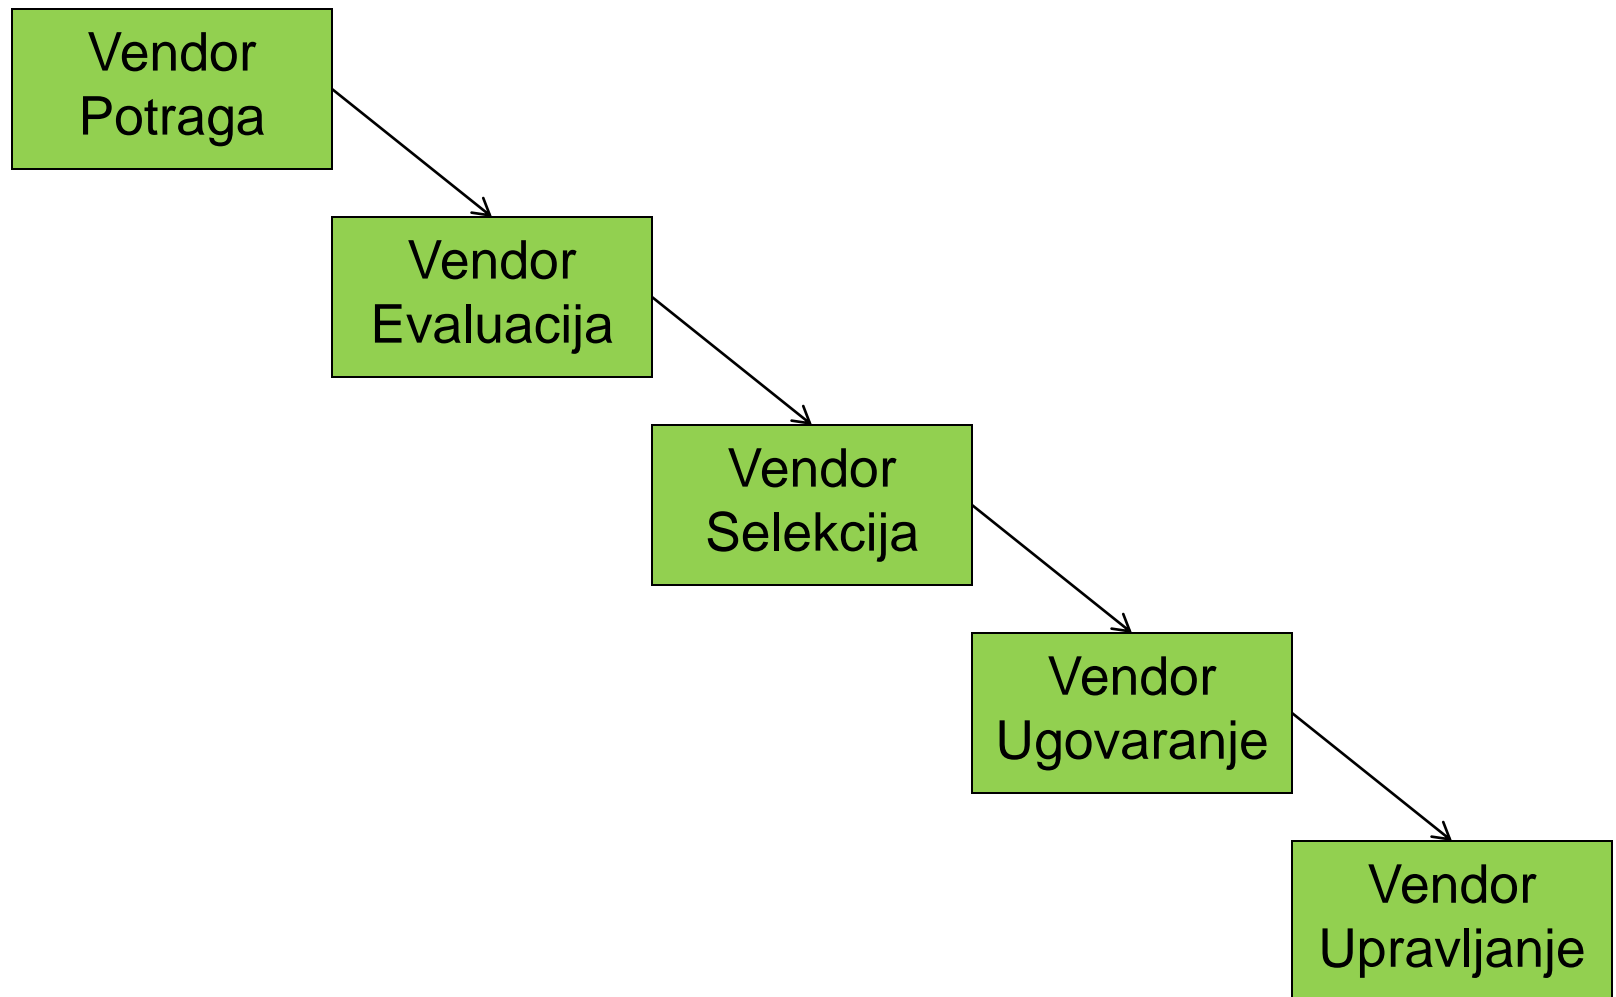 Vendor
Potraga
Vendor
Evaluacija
Vendor
Selekcija
Vendor
Ugovaranje
Vendor
Upravljanje